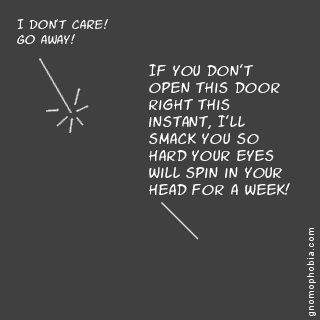 I DON'T CARE!
GO AWAY!
IF YOU DON'T
OPEN THIS DOOR
RIGHT THIS
INSTANT, I'LL
SMACK YOU SO
HARD YOUR EYES
WILL SPIN IN YOUR
HEAD FOR A WEEK!
gnomophobia.com